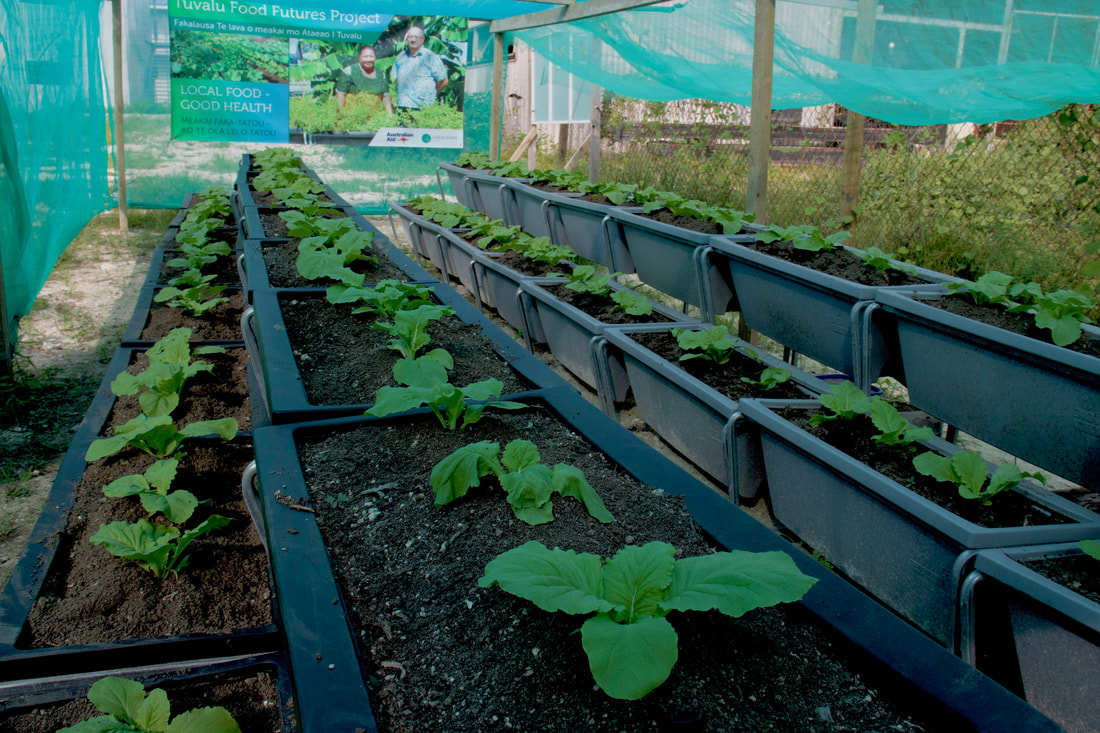 Tuvalu Food Futures Project
Fakalausa Te lava o meakai mo Ataeao I Tuvalu
LOCAL FOOD -
GOOD HEALTH
MEAKAI FAKA-TATOU -
KO TE OLA LEI O TATOU
Australian
Aid